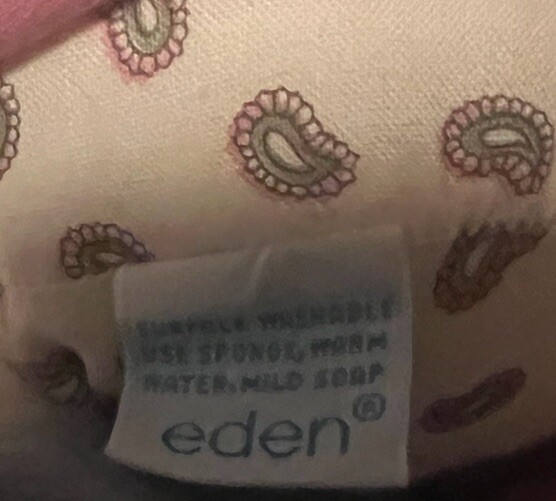 SURFACE WASHABLE
USE SPONGE, WARM
WATER, MILD SOAP
eden®